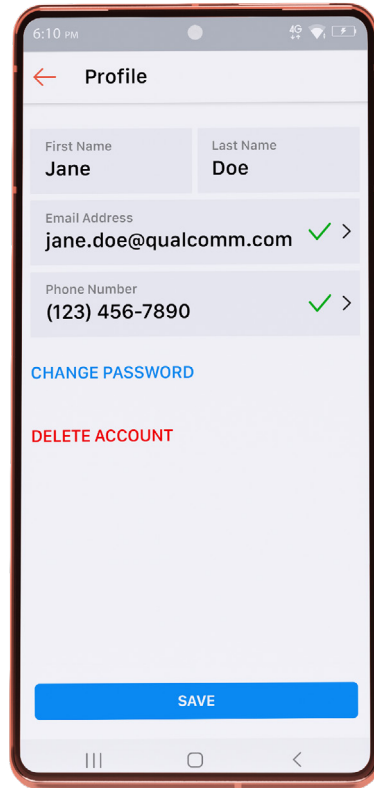 6:10 PM 4G
Profile
First Name Last Name
Jane Doe
Email Address
jane.doe@qualcomm.com
Phone Number
(123) 456-7890
CHANGE PASSWORD
DELETE ACCOUNT
SAVE